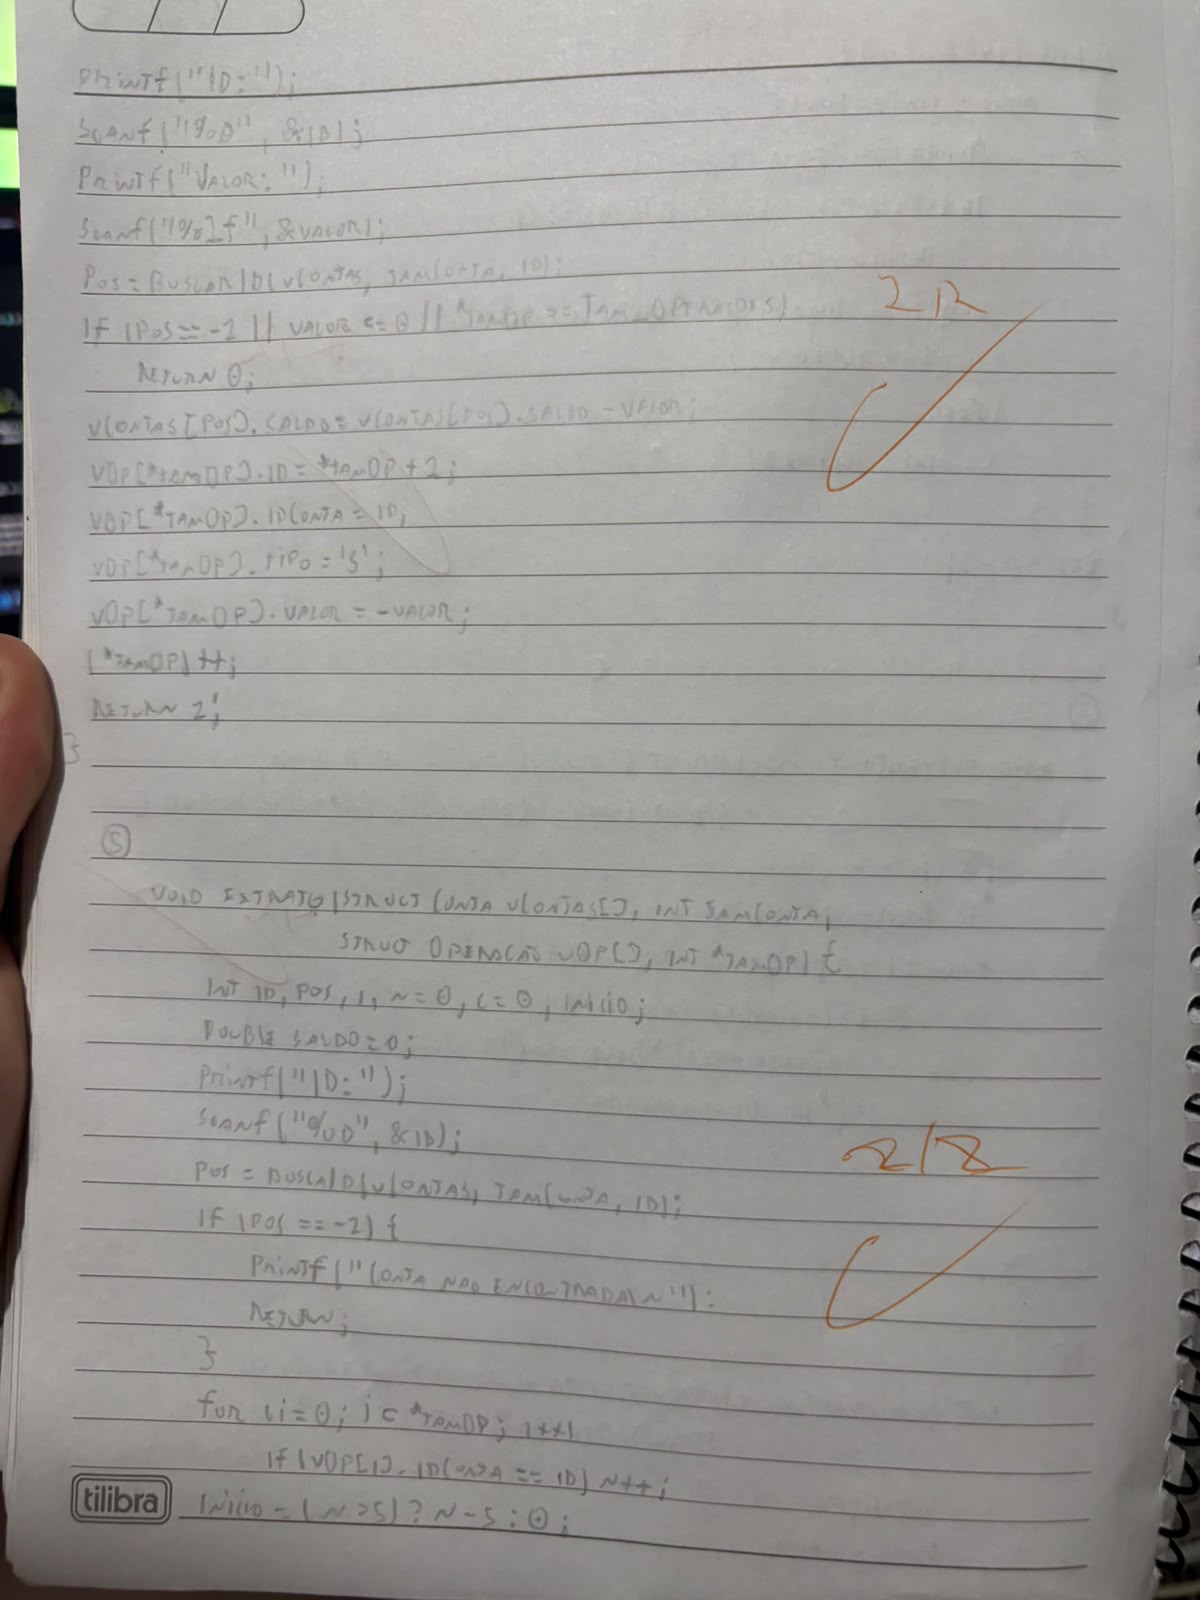 Printf("ID:");
Scanf("%D", &ID);
Printf("VALOR: ");
Scanf("%lf", &VALOR);
POS = BUSCARID(VCONTAS, TAMCONTA, ID);
IF (POS == -1 || VALOR <= 0 || *TAMOP >= TAM_OPERACOES)
RETURN 0;
VCONTAS[POS].SALDO = VCONTAS[POS].SALDO - VALOR;
VOP[*TAMOP].ID = *TAMOP + 1;
VOP[*TAMOP].IDCONTA = ID;
VOP[*TAMOP].tipo = 'S';
VOP[*TAMOP].VALOR = -VALOR;
(*TAMOP)++;
RETURN 1;
}
5
VOID EXTRATO(STRUCT CONTA VCONTAS[], INT TAMCONTA,
STRUCT OPERACAO VOP[], INT *TAMOP) {
INT ID, POS, I, N = 0, C = 0, INICIO;
DOUBLE SALDO = 0;
Printf("ID:");
Scanf("%D", &ID);
POS = BUSCAID(VCONTAS, TAMCONTA, ID);
IF (POS == -1) {
Printf("CONTA NAO ENCONTRADA\N");
RETURN;
}
for (i = 0; I < *TAMOP; I++)
IF (VOP[I].IDCONTA == ID) N++;
INICIO = (N > 5) ? N - 5 : 0;
tilibra